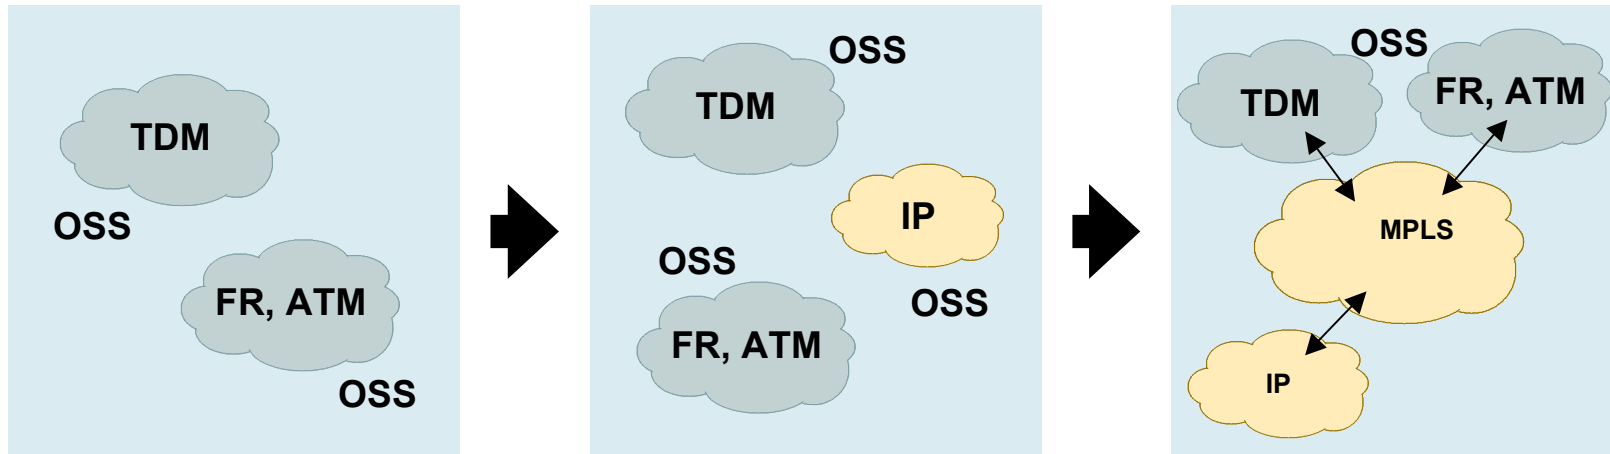 TDM
OSS
FR, ATM
OSS
OSS
TDM
IP
OSS
OSS
FR, ATM
OSS
TDM
FR, ATM
MPLS
IP